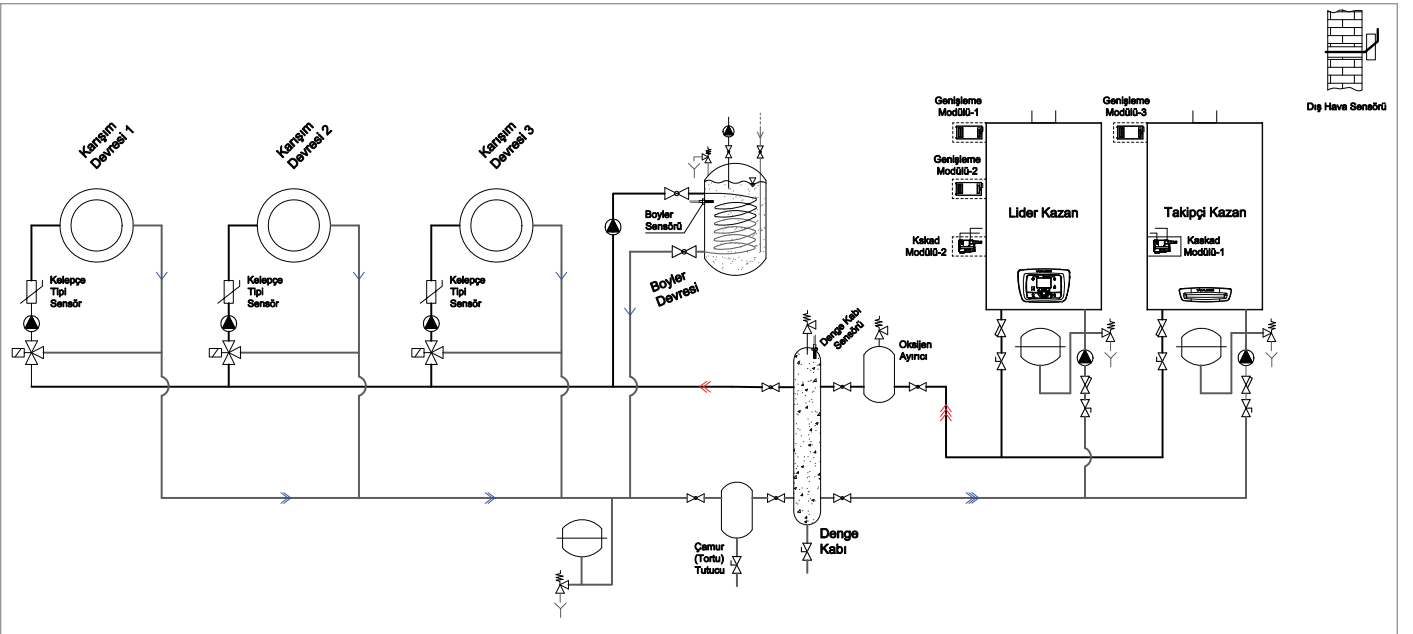 Dış Hava Sensörü
Genişleme
Modülü-1
Genişleme
Modülü-3
Genişleme
Modülü-2
Lider Kazan
Takipçi Kazan
Kskad
Modülü-2
Kaskad
Modülü-1
Karışım
Devresi 1
Karışım
Devresi 2
Karışım
Devresi 3
Boyler
Sensörü
Boyler
Devresi
Kelepçe
Tipi
Sensör
Kelepçe
Tipi
Sensör
Kelepçe
Tipi
Sensör
Denge Kabı
Sensörü
Oksijen
Ayırıcı
Çamur
(Tortu)
Tutucu
Denge
Kabı